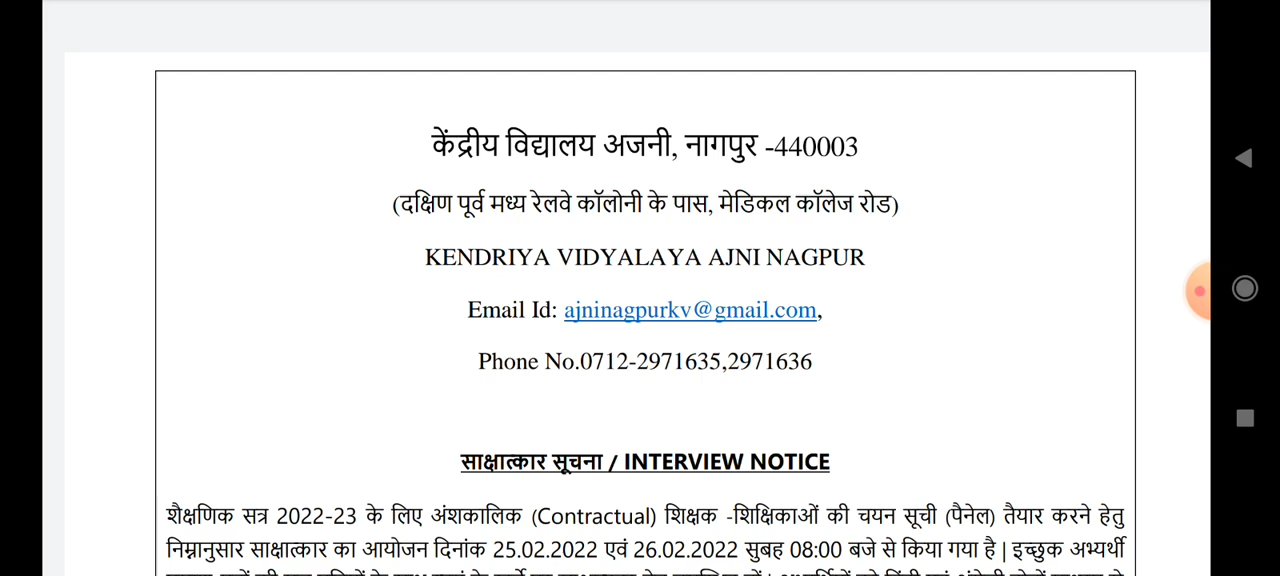 केंद्रीय विद्यालय अजनी, नागपुर -440003
(दक्षिण पूर्व मध्य रेलवे कॉलोनी के पास, मेडिकल कॉलेज रोड)
KENDRIYA VIDYALAYA AJNI NAGPUR
Email Id: ajninagpurkv@gmail.com,
Phone No.0712-2971635,2971636
साक्षात्कार सूचना / INTERVIEW NOTICE
शैक्षणिक सत्र 2022-23 के लिए अंशकालिक (Contractual) शिक्षक -शिक्षिकाओं की चयन सूची (पैनेल) तैयार करने हेतु
निम्नानुसार साक्षात्कार का आयोजन दिनांक 25.02.2022 एवं 26.02.2022 सुबह 08:00 बजे से किया गया है | इच्छुक अभ्यर्थी